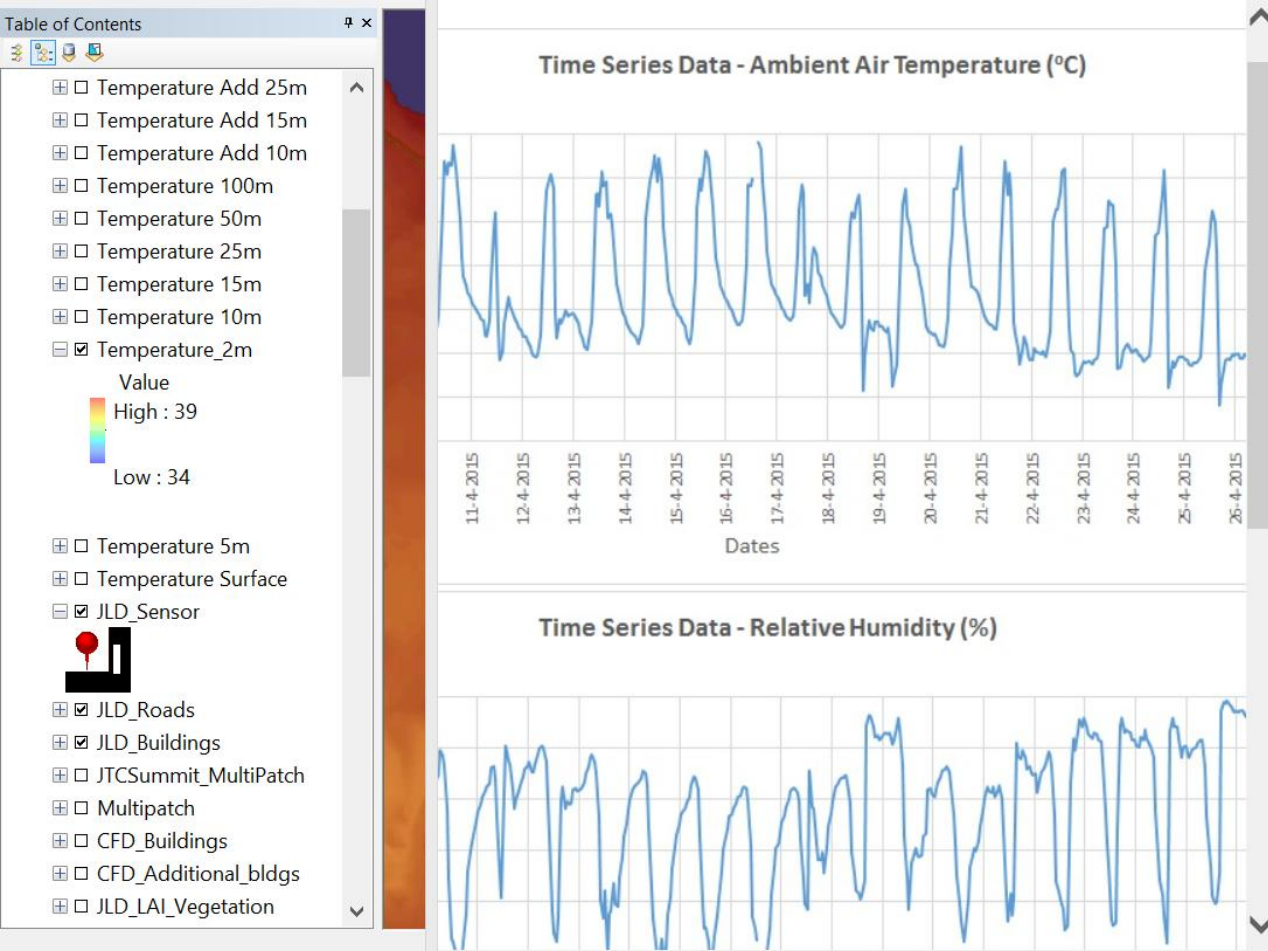 Table of Contents
Temperature Add 25m
Temperature Add 15m
Temperature Add 10m
Temperature 100m
Temperature 50m
Temperature 25m
Temperature 15m
Temperature 10m
Temperature_2m
Value
High : 39
Low : 34
Temperature 5m
Temperature Surface
JLD_Sensor
JLD_Roads
JLD_Buildings
JTCSummit_MultiPatch
Multipatch
CFD_Buildings
CFD_Additional_bldgs
JLD_LAI_Vegetation
Time Series Data - Ambient Air Temperature (ºC)
11-4-2015
12-4-2015
13-4-2015
14-4-2015
15-4-2015
16-4-2015
17-4-2015
18-4-2015
19-4-2015
20-4-2015
21-4-2015
22-4-2015
23-4-2015
24-4-2015
25-4-2015
26-4-2015
Dates
Time Series Data - Relative Humidity (%)